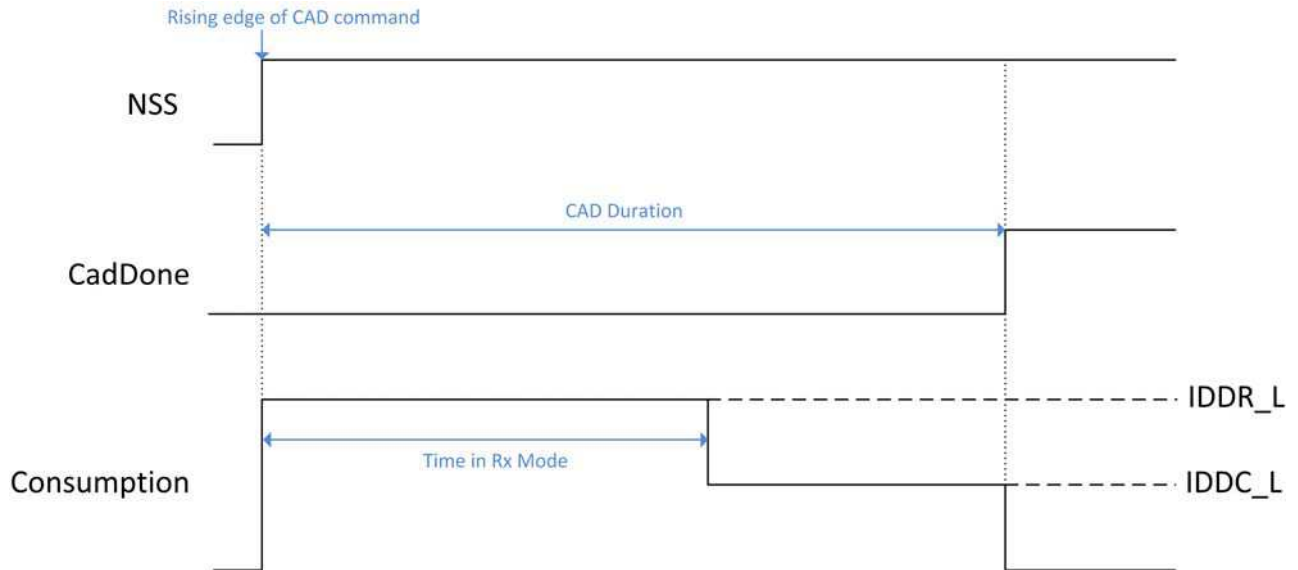 Rising edge of CAD command
NSS
CAD Duration
CadDone
IDDR_L
Time in Rx Mode
Consumption
IDDC_L